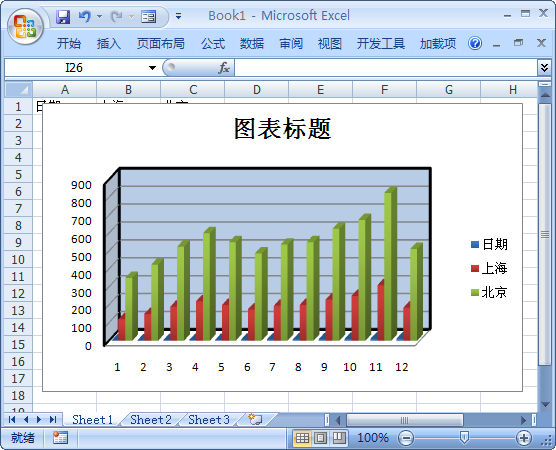 Book1 - Microsoft Excel
开始 插入 页面布局 公式 数据 审阅 视图 开发工具 加载项
I26 fx
A B C D E F G H
1 日期 上海 北京
2
3
4
5
6
7
8
9
10
11
12
13
14
15
16
17
18
图表标题
900
800
700
600
500
400
300
200
100
0
1 2 3 4 5 6 7 8 9 10 11 12
日期
上海
北京
Sheet1 Sheet2 Sheet3
就绪 100%